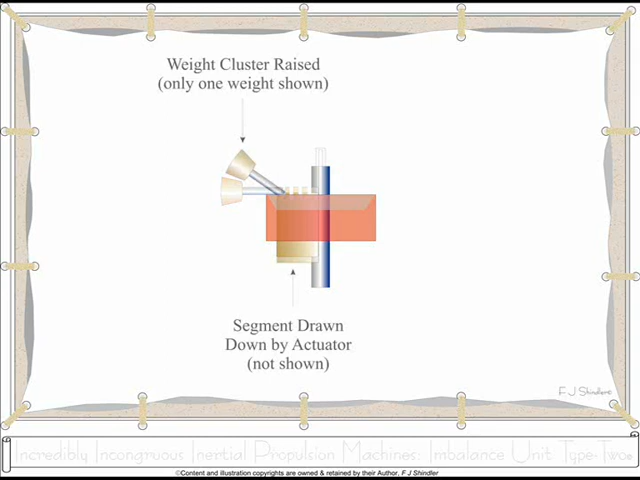 Weight Cluster Raised
(only one weight shown)
Segment Drawn
Down by Actuator
(not shown)
F J Shindler
Incredibly Incongruous Inertial Propulsion Machines: Imbalance Unit Type Two
©Content and illustration copyrights are owned & retained by their Author, F J Shindler